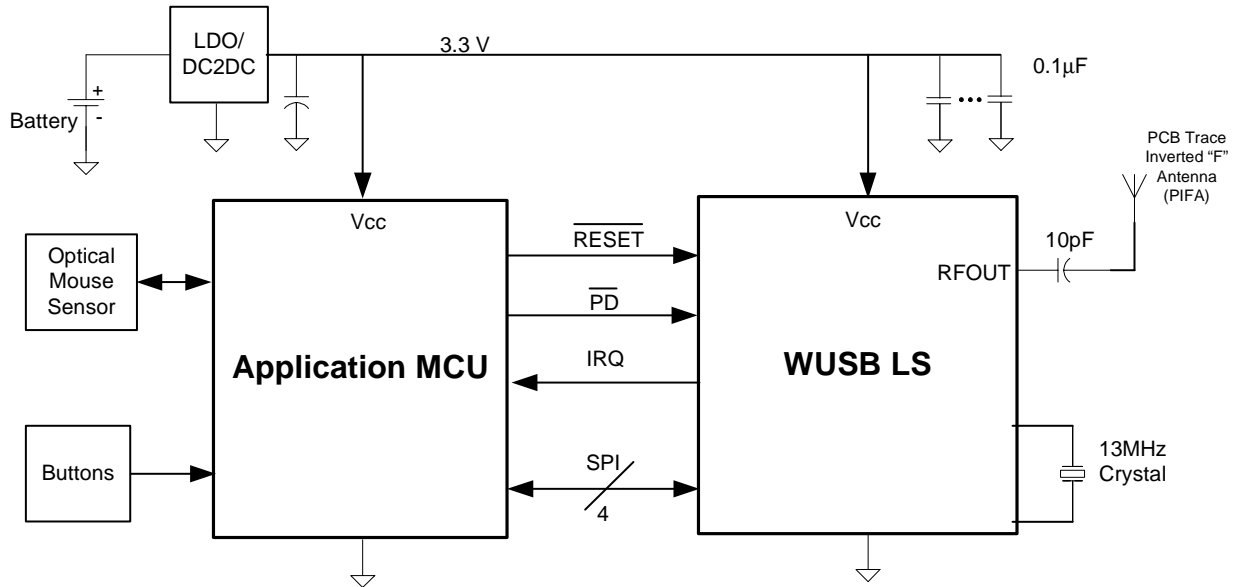 LDO/
DC2DC
3.3 V
0.1µF
+
-
Battery
PCB Trace
Inverted “F”
Antenna
(PIFA)
Vcc
Vcc
RESET
10pF
Optical
Mouse
Sensor
RFOUT
PD
Application MCU
IRQ
WUSB LS
Buttons
SPI
4
13MHz
Crystal